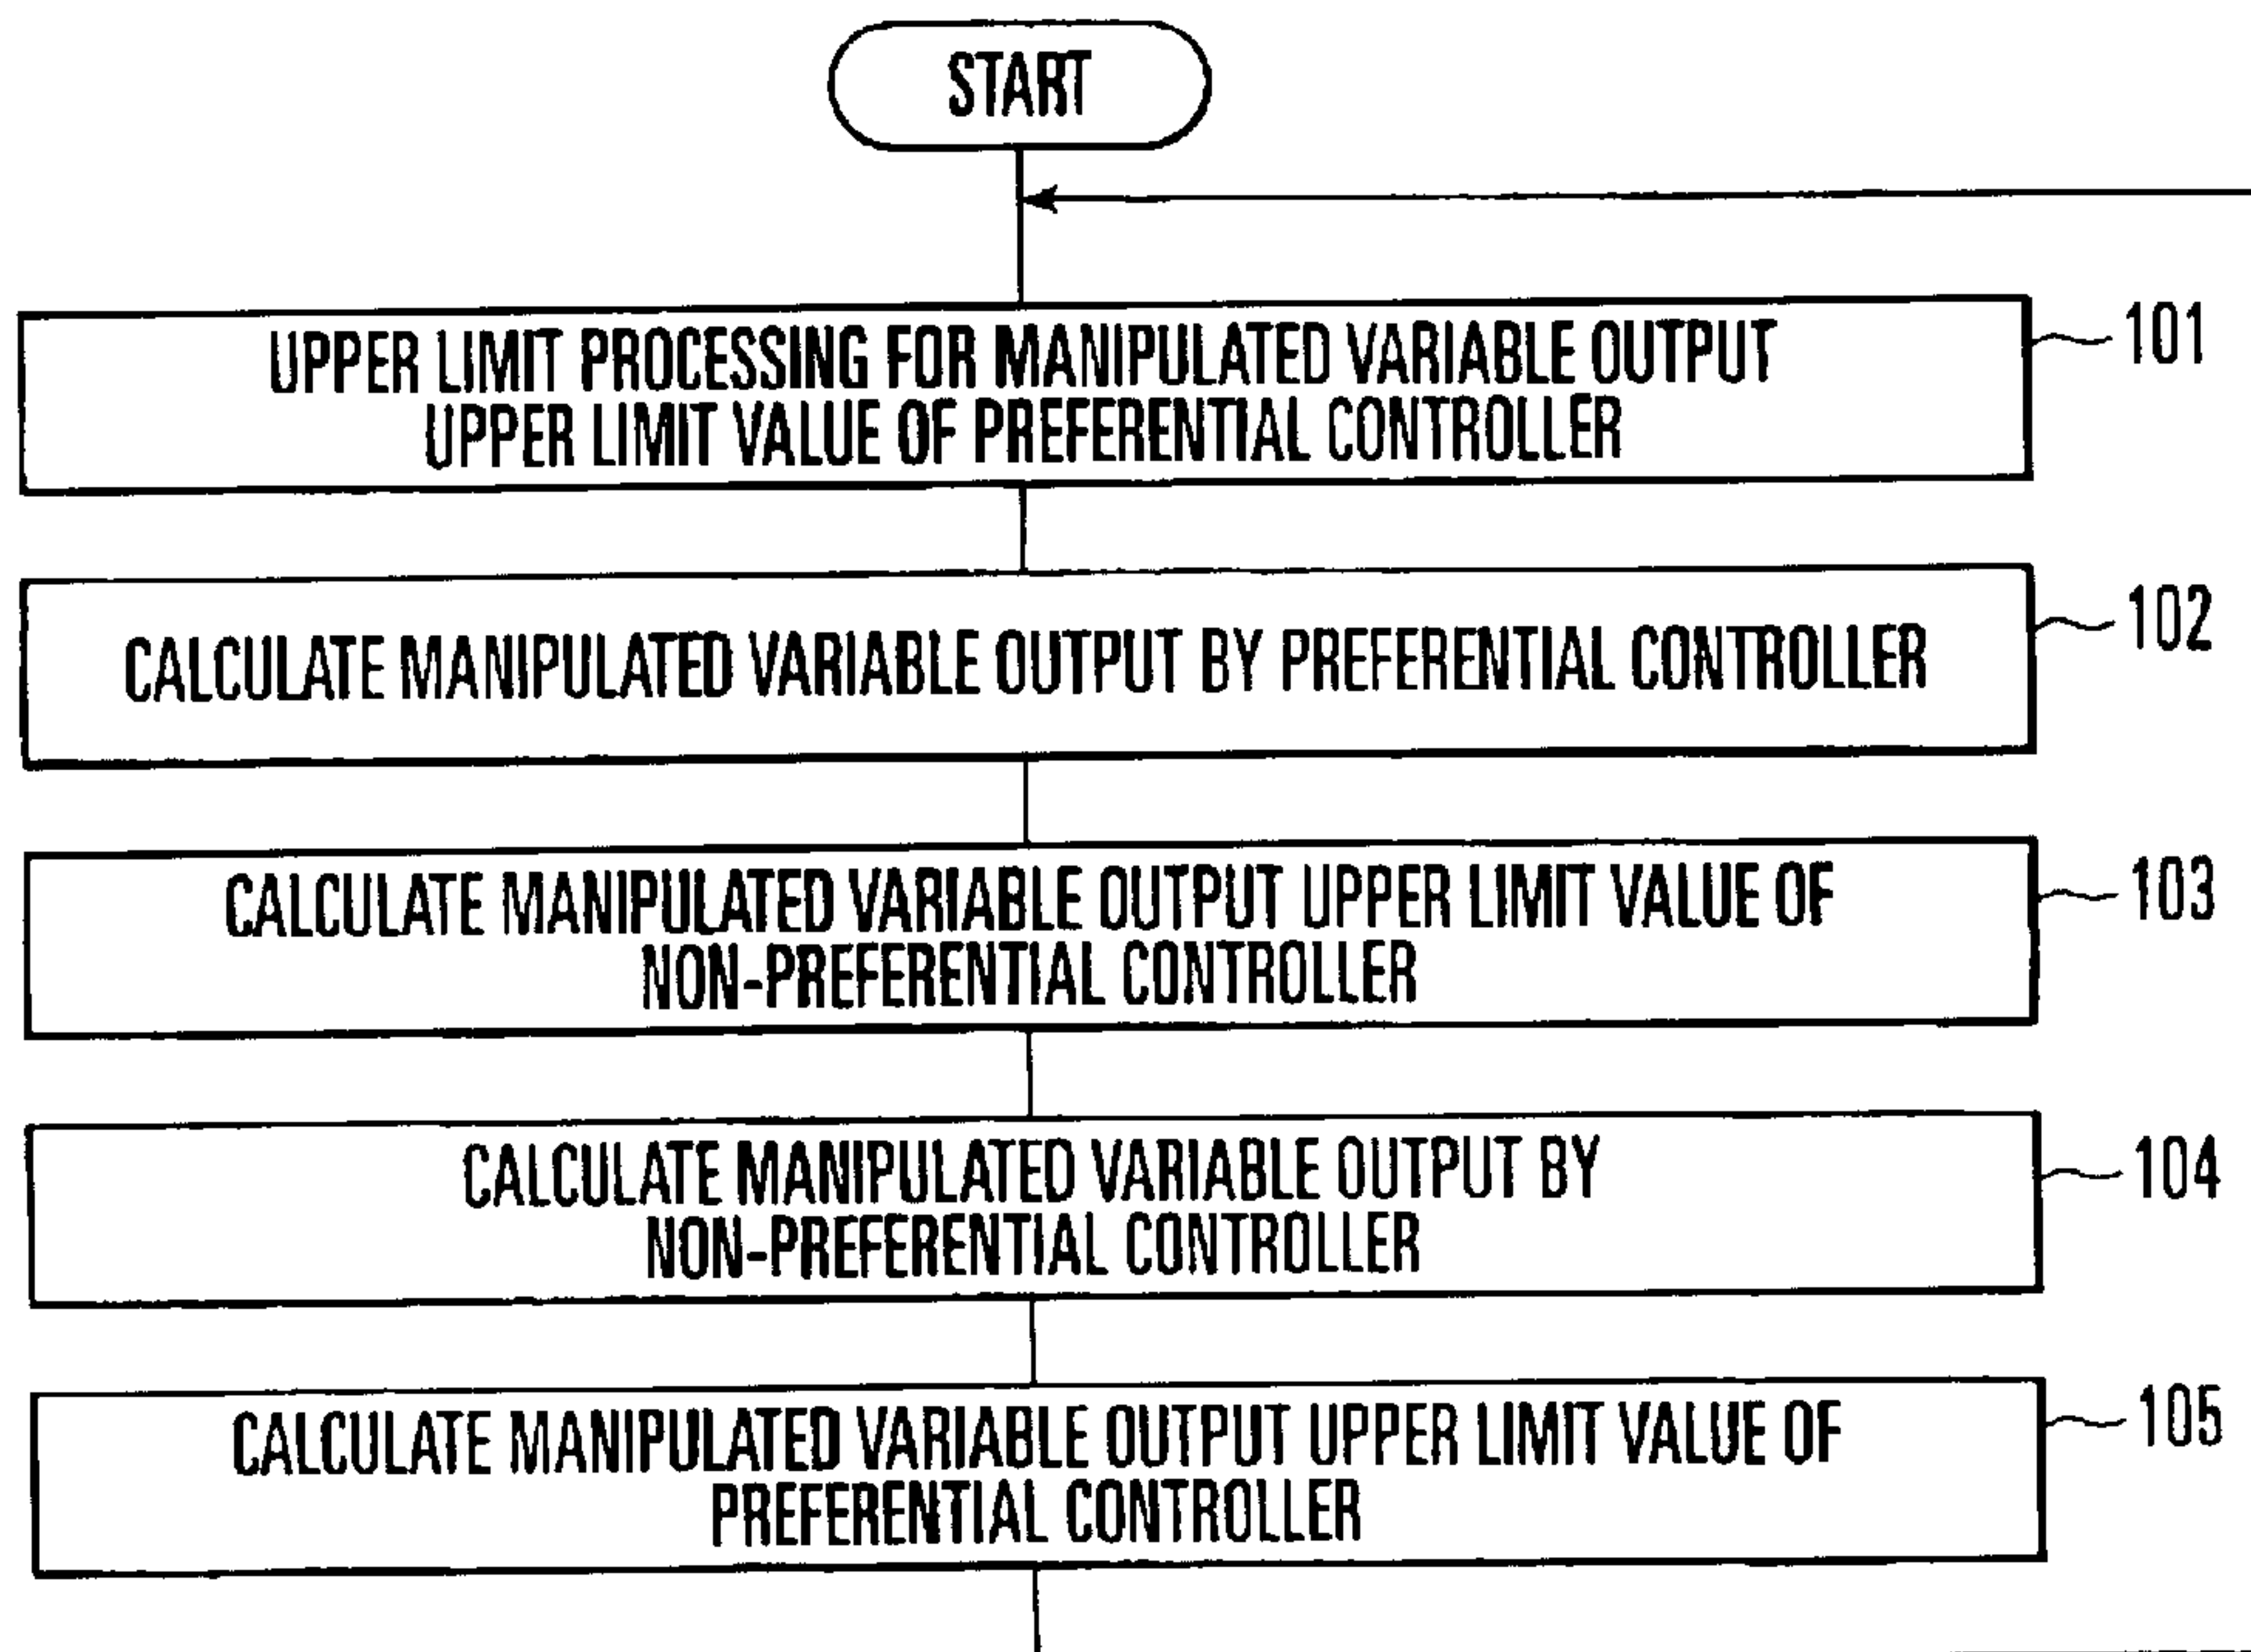 START
UPPER LIMIT PROCESSING FOR MANIPULATED VARIABLE OUTPUT
UPPER LIMIT VALUE OF PREFERENTIAL CONTROLLER
101
CALCULATE MANIPULATED VARIABLE OUTPUT BY PREFERENTIAL CONTROLLER
102
CALCULATE MANIPULATED VARIABLE OUTPUT UPPER LIMIT VALUE OF
NON-PREFERENTIAL CONTROLLER
103
CALCULATE MANIPULATED VARIABLE OUTPUT BY
NON-PREFERENTIAL CONTROLLER
104
CALCULATE MANIPULATED VARIABLE OUTPUT UPPER LIMIT VALUE OF
PREFERENTIAL CONTROLLER
105